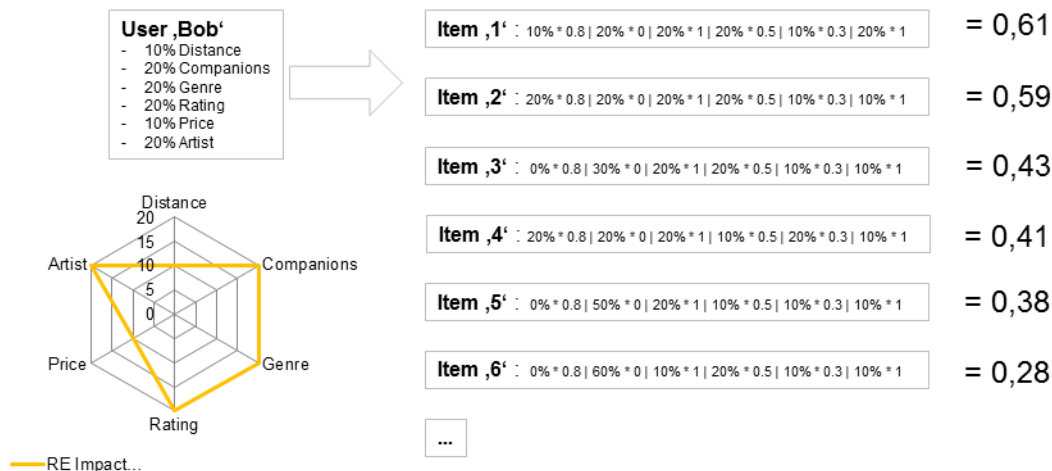 User ‚Bob‘
- 10% Distance
- 20% Companions
- 20% Genre
- 20% Rating
- 10% Price
- 20% Artist
Item ‚1‘ : 10% * 0.8 | 20% * 0 | 20% * 1 | 20% * 0.5 | 10% * 0.3 | 20% * 1 = 0,61
Item ‚2‘ : 20% * 0.8 | 20% * 0 | 20% * 1 | 20% * 0.5 | 10% * 0.3 | 10% * 1 = 0,59
Item ‚3‘ : 0% * 0.8 | 30% * 0 | 20% * 1 | 20% * 0.5 | 10% * 0.3 | 10% * 1 = 0,43
Item ‚4‘ : 20% * 0.8 | 20% * 0 | 20% * 1 | 10% * 0.5 | 20% * 0.3 | 10% * 1 = 0,41
Item ‚5‘ : 0% * 0.8 | 50% * 0 | 20% * 1 | 10% * 0.5 | 10% * 0.3 | 10% * 1 = 0,38
Item ‚6‘ : 0% * 0.8 | 60% * 0 | 10% * 1 | 20% * 0.5 | 10% * 0.3 | 10% * 1 = 0,28
...
Distance
20
15
10
5
0
Artist
Companions
Price
Genre
Rating
RE Impact...